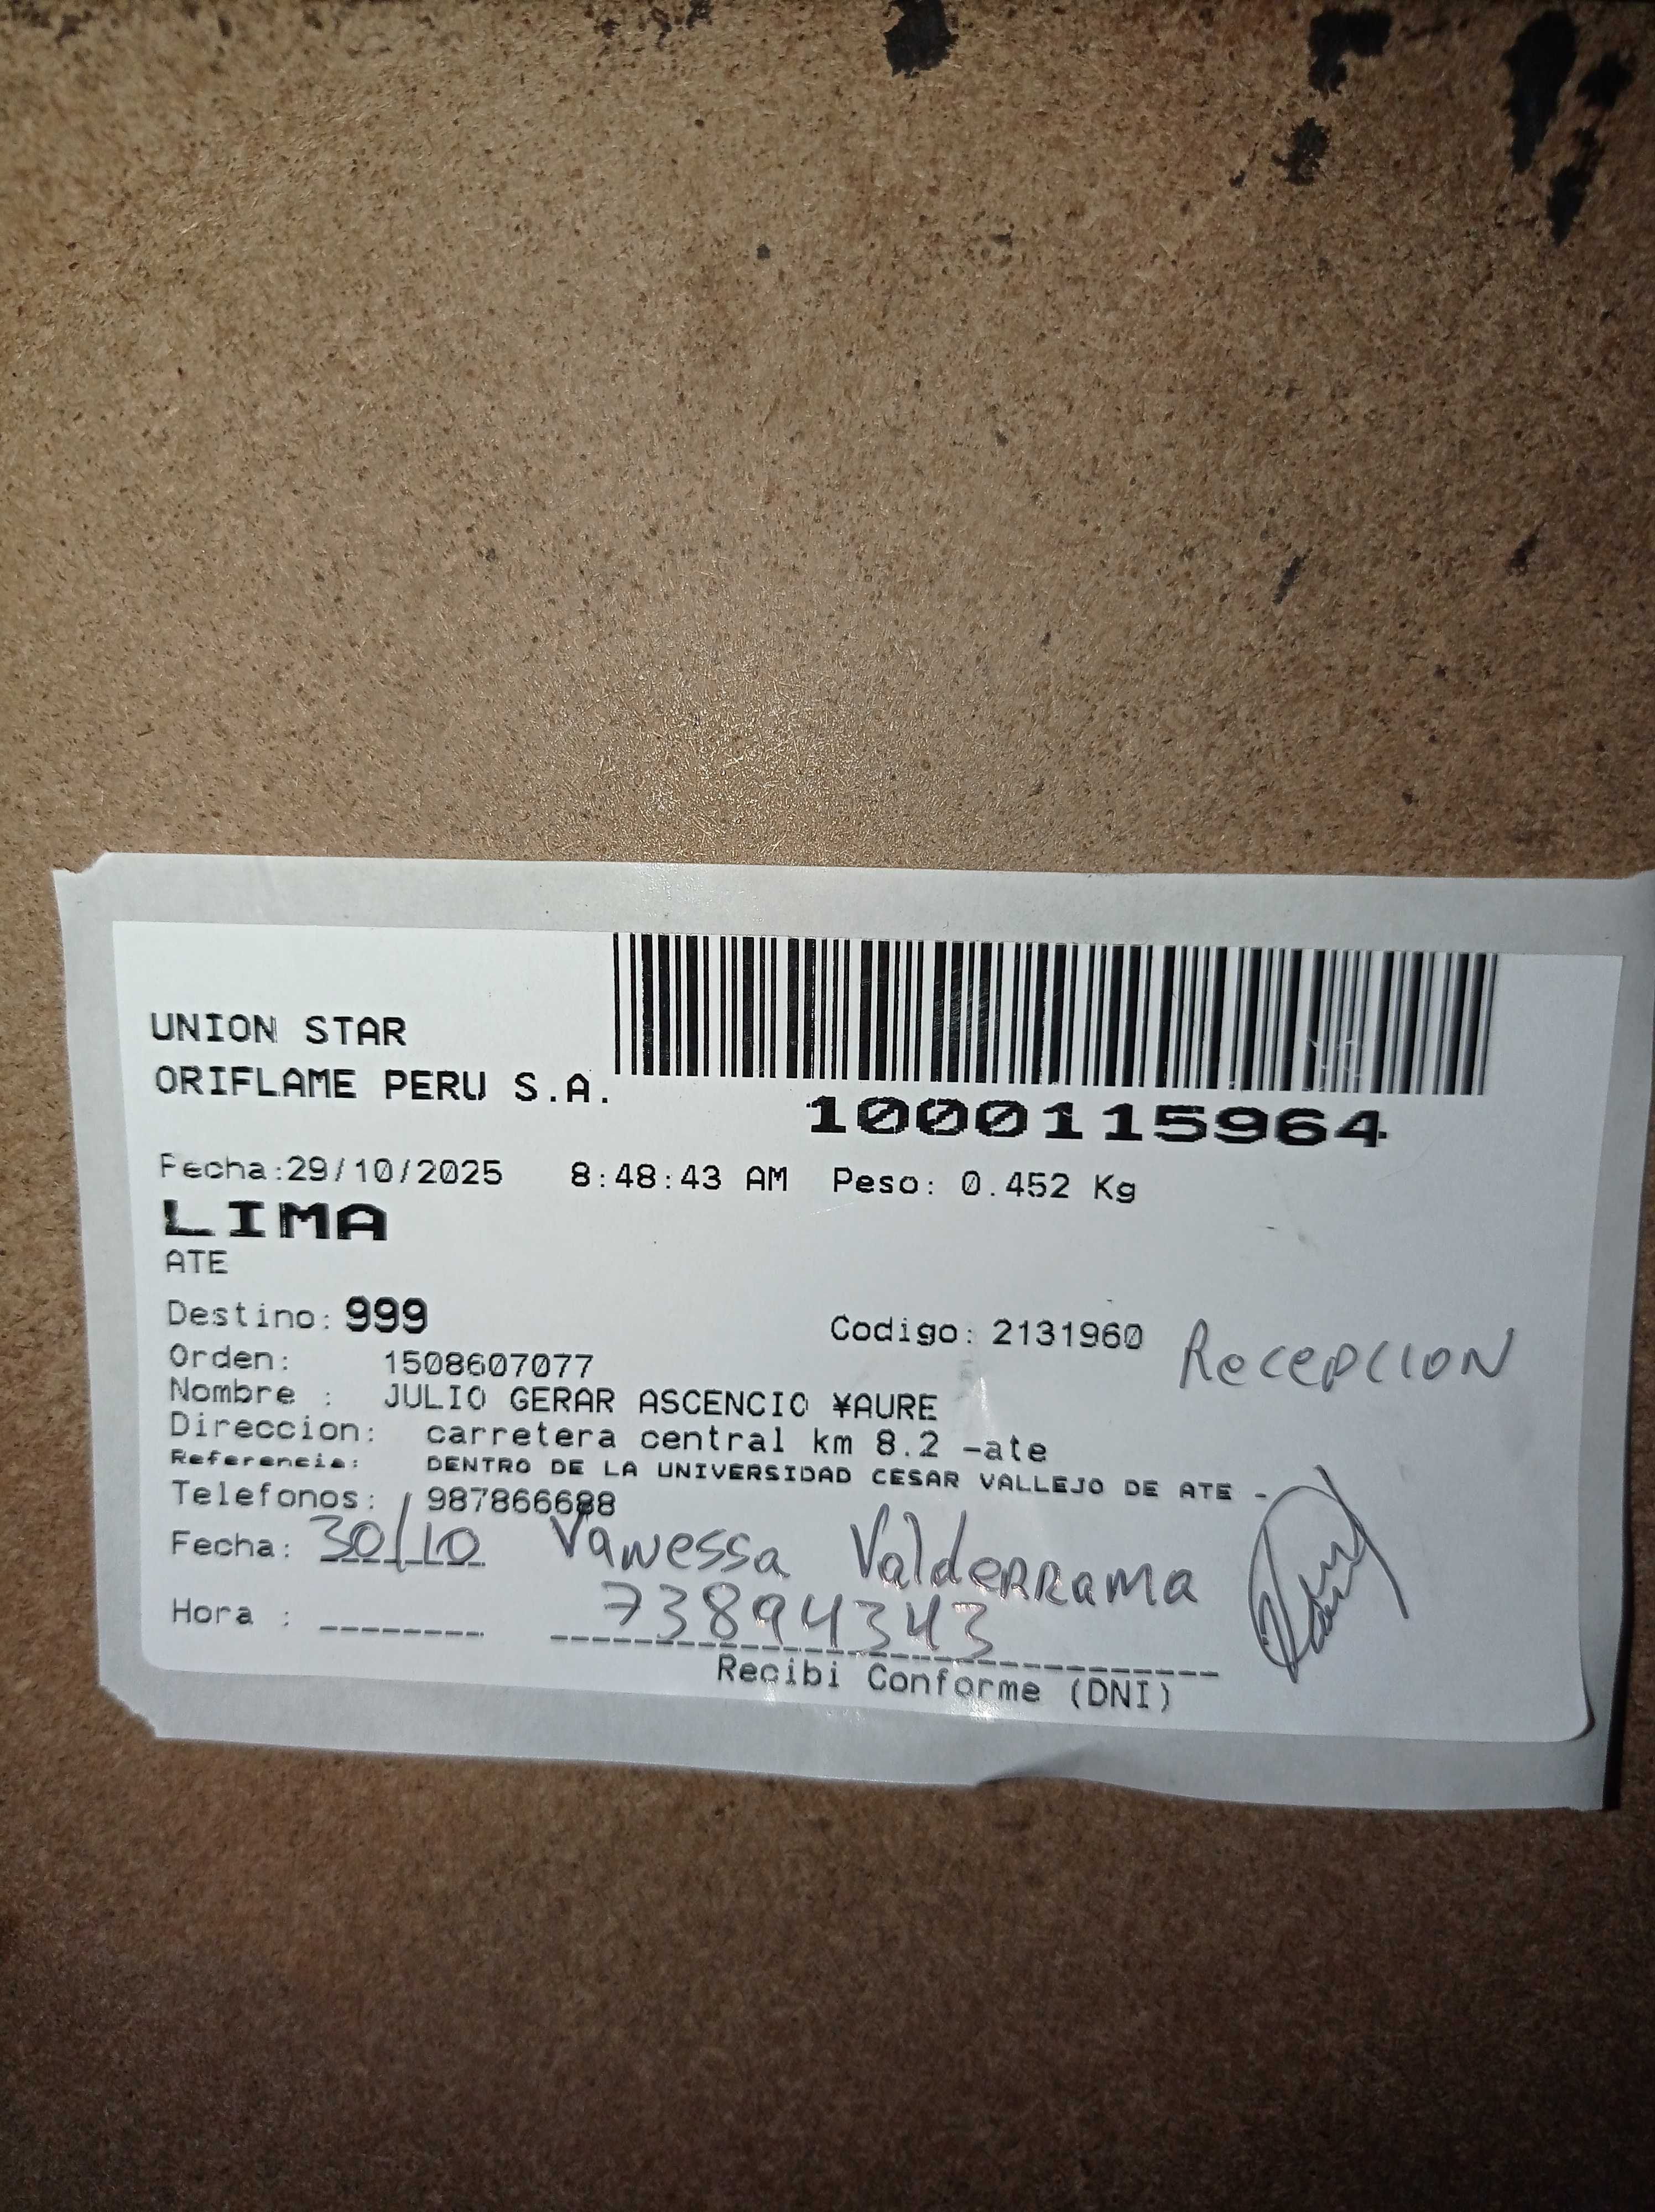 UNION STAR
ORIFLAME PERU S.A.
1000115964
Fecha:29/10/2025 8:48:43 AM Peso: 0.452 Kg
LIMA
ATE
Destino: 999
Codigo: 2131960 RECEPCION
Orden: 1508607077
Nombre : JULIO GERAR ASCENCIO ¥AURE
Direccion: carretera central km 8.2 -ate
Referencia: DENTRO DE LA UNIVERSIDAD CESAR VALLEJO DE ATE -
Telefonos: 987866688
Fecha: 30/10 Vanessa Valderrama
Hora : 73894343
Recibi Conforme (DNI)